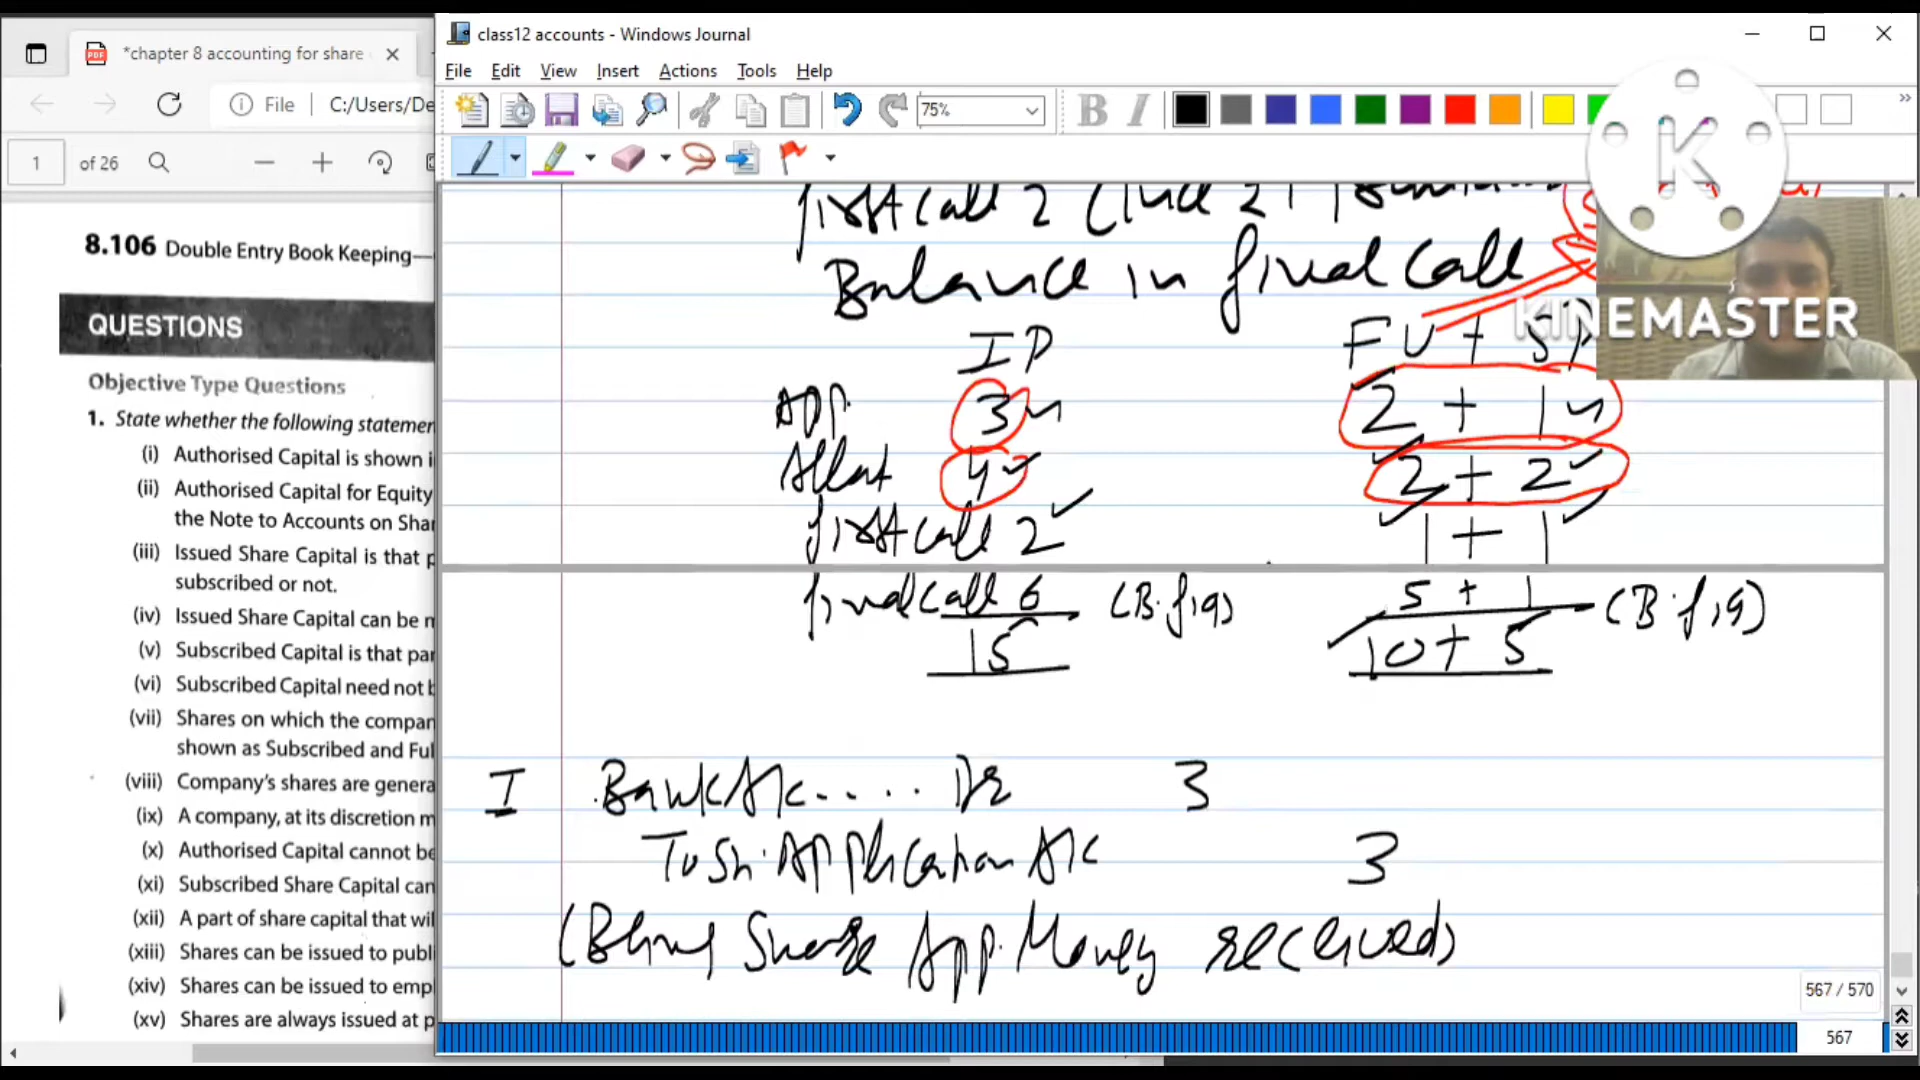 *chapter 8 accounting for share
File
C:/Users/De
1 of 26
8.106 Double Entry Book Keeping—
QUESTIONS
Objective Type Questions
1. State whether the following statemen
(i) Authorised Capital is shown i
(ii) Authorised Capital for Equity
the Note to Accounts on Shar
(iii) Issued Share Capital is that p
subscribed or not.
(iv) Issued Share Capital can be m
(v) Subscribed Capital is that par
(vi) Subscribed Capital need not b
(vii) Shares on which the compan
shown as Subscribed and Ful
(viii) Company's shares are genera
(ix) A company, at its discretion m
(x) Authorised Capital cannot be
(xi) Subscribed Share Capital can
(xii) A part of share capital that wil
(xiii) Shares can be issued to publi
(xiv) Shares can be issued to emp
(xv) Shares are always issued at p
class12 accounts - Windows Journal
File Edit View Insert Actions Tools Help
75%
B I
first call 2
Balance in final call
IP FV + SP
App. 3 2 + 1
Allot 4 2 + 2
first call 2 1 + 1
final call 6 (B.fig) 5 + 1 (B.fig)
15 10 + 5
I Bank A/c.... Dr 3
To Sh. Application A/c 3
(Being Share App. Money received)
567 / 570
567
K
KINEMASTER